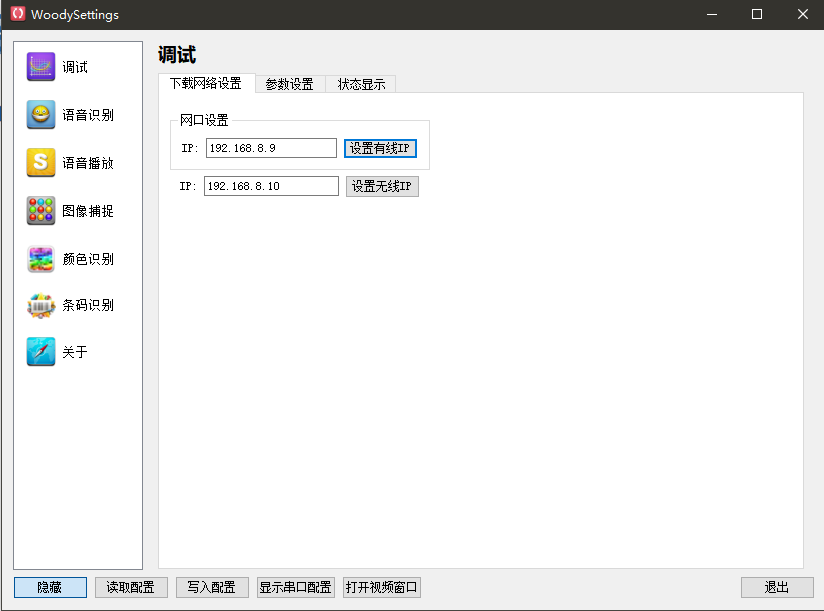 WoodySettings
调试
语音识别
语音播放
图像捕捉
颜色识别
条码识别
关于
调试
下载网络设置 参数设置 状态显示
网口设置
IP: 192.168.8.9 设置有线IP
IP: 192.168.8.10 设置无线IP
隐藏 读取配置 写入配置 显示串口配置 打开视频窗口 退出